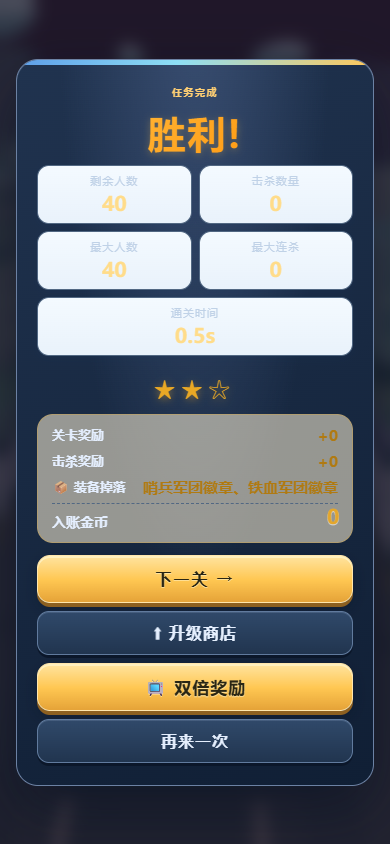 任务完成
胜利!
剩余人数 击杀数量
40 0
最大人数 最大连杀
40 0
通关时间
0.5s
★★☆
关卡奖励 +0
击杀奖励 +0
装备掉落 哨兵军团徽章、铁血军团徽章
入账金币 0
下一关 →
⬆ 升级商店
双倍奖励
再来一次